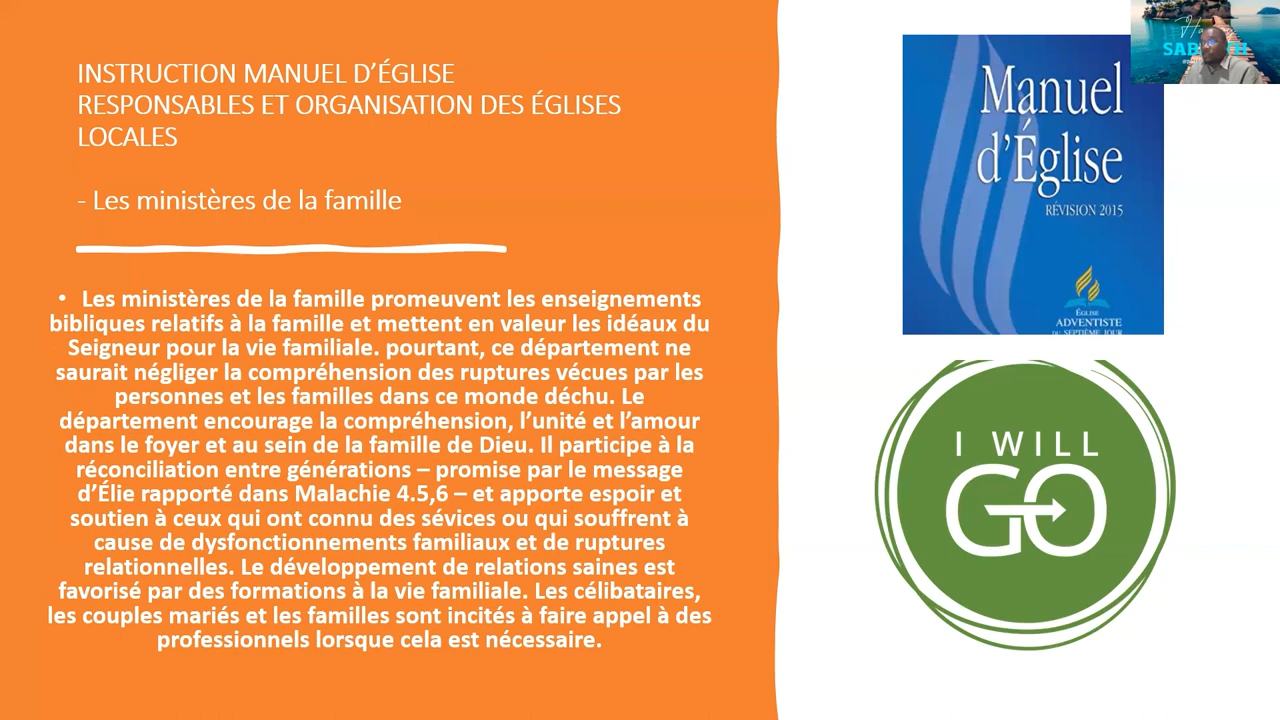 INSTRUCTION MANUEL D’ÉGLISE
RESPONSABLES ET ORGANISATION DES ÉGLISES
LOCALES
- Les ministères de la famille
• Les ministères de la famille promeuvent les enseignements
bibliques relatifs à la famille et mettent en valeur les idéaux du
Seigneur pour la vie familiale. pourtant, ce département ne
saurait négliger la compréhension des ruptures vécues par les
personnes et les familles dans ce monde déchu. Le
département encourage la compréhension, l’unité et l’amour
dans le foyer et au sein de la famille de Dieu. Il participe à la
réconciliation entre générations – promise par le message
d’Élie rapporté dans Malachie 4.5,6 – et apporte espoir et
soutien à ceux qui ont connu des sévices ou qui souffrent à
cause de dysfonctionnements familiaux et de ruptures
relationnelles. Le développement de relations saines est
favorisé par des formations à la vie familiale. Les célibataires,
les couples mariés et les familles sont incités à faire appel à des
professionnels lorsque cela est nécessaire.
Manuel
d’Église
RÉVISION 2015
ÉGLISE
ADVENTISTE
DU SEPTIÈME JOUR
I WILL
GO